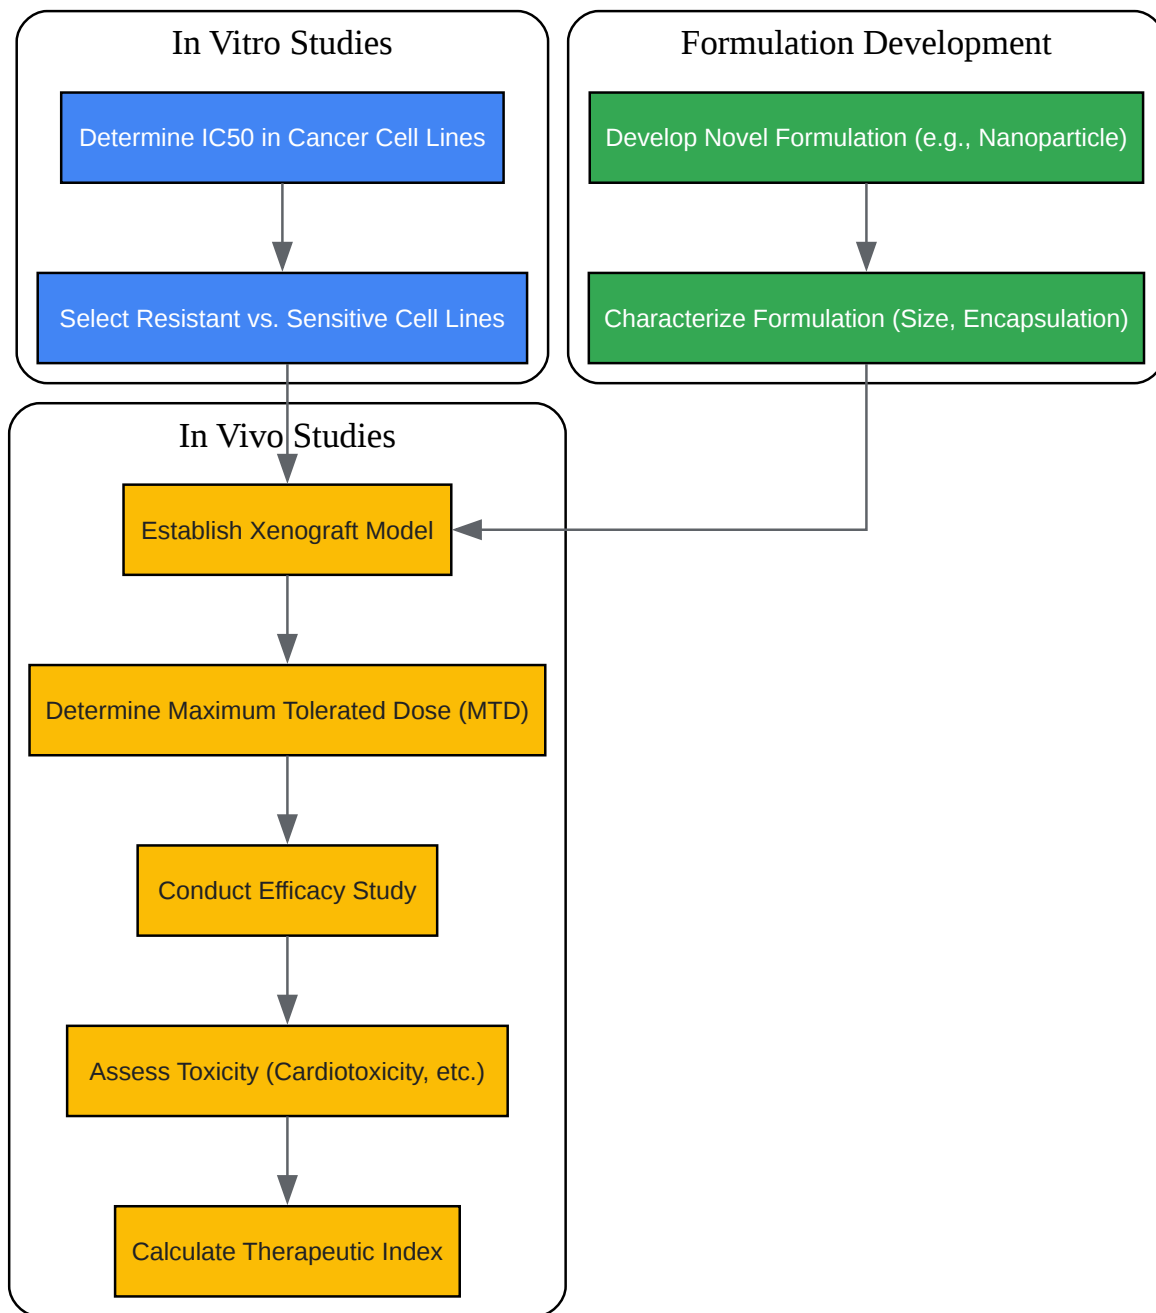 In Vitro Studies
Determine IC50 in Cancer Cell Lines
Select Resistant vs. Sensitive Cell Lines
Formulation Development
Develop Novel Formulation (e.g., Nanoparticle)
Characterize Formulation (Size, Encapsulation)
In Vivo Studies
Establish Xenograft Model
Determine Maximum Tolerated Dose (MTD)
Conduct Efficacy Study
Assess Toxicity (Cardiotoxicity, etc.)
Calculate Therapeutic Index